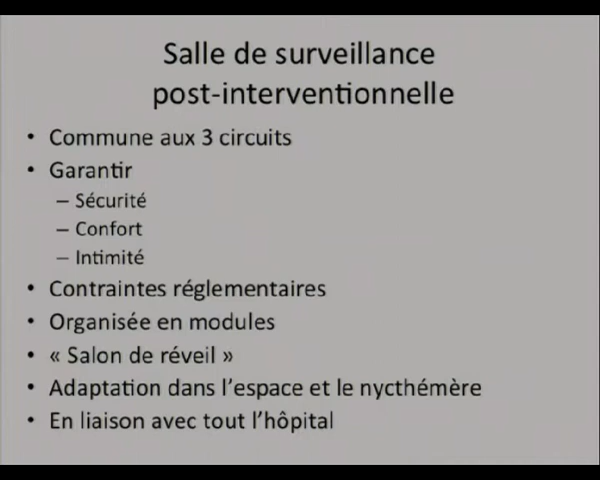 Salle de surveillance
post-interventionnelle
• Commune aux 3 circuits
• Garantir
– Sécurité
– Confort
– Intimité
• Contraintes réglementaires
• Organisée en modules
• « Salon de réveil »
• Adaptation dans l'espace et le nycthémère
• En liaison avec tout l'hôpital